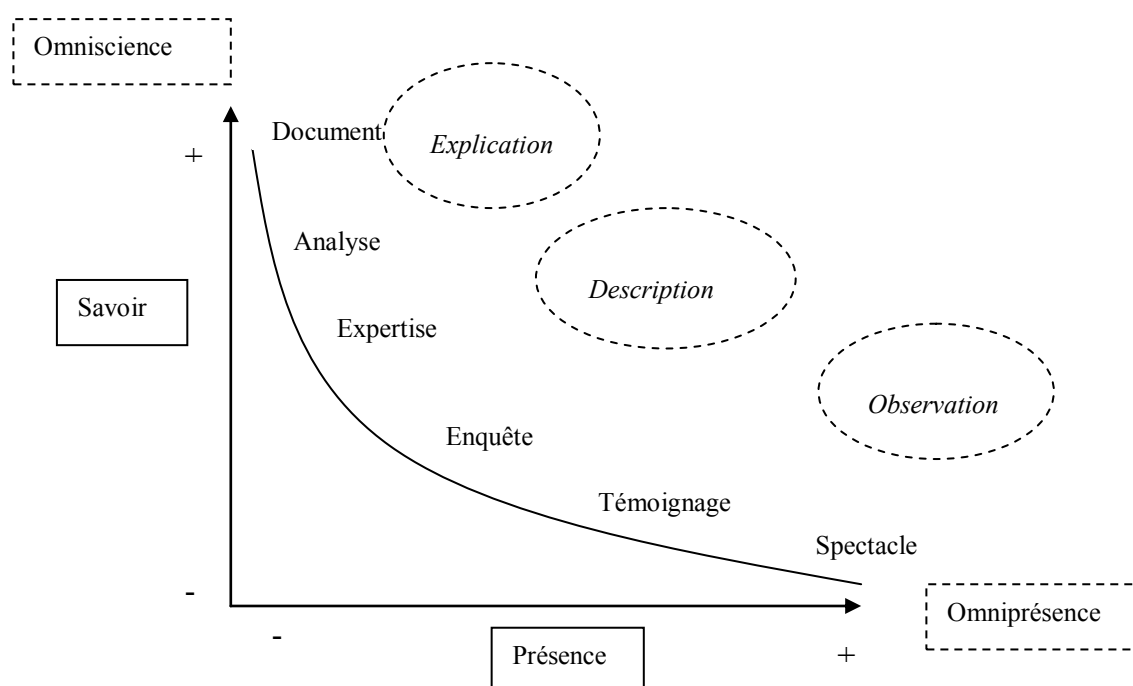 Omniscience
Document
Explication
+
Analyse
Description
Savoir
Expertise
Observation
Enquête
Témoignage
Spectacle
-
Omniprésence
-
Présence
+